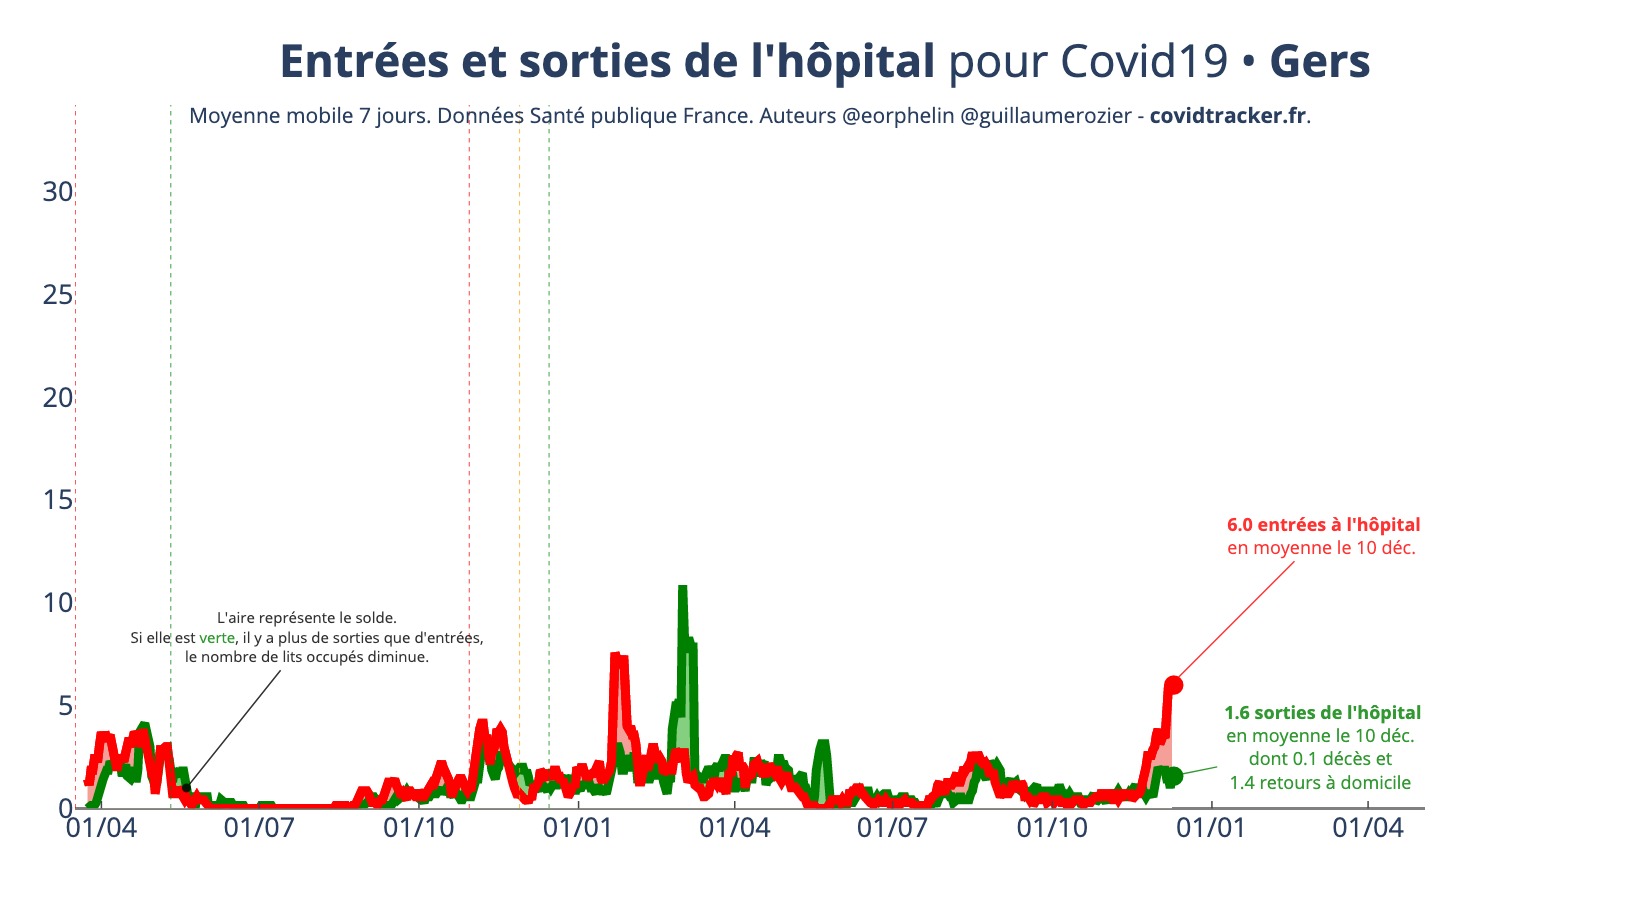 Entrées et sorties de l'hôpital pour Covid19 • Gers
Moyenne mobile 7 jours. Données Santé publique France. Auteurs @eorphelin @guillaumerozier - covidtracker.fr.
30
25
20
15
10
5
0
L'aire représente le solde.
Si elle est verte, il y a plus de sorties que d'entrées,
le nombre de lits occupés diminue.
6.0 entrées à l'hôpital
en moyenne le 10 déc.
1.6 sorties de l'hôpital
en moyenne le 10 déc.
dont 0.1 décès et
1.4 retours à domicile
01/04
01/07
01/10
01/01
01/04
01/07
01/10
01/01
01/04